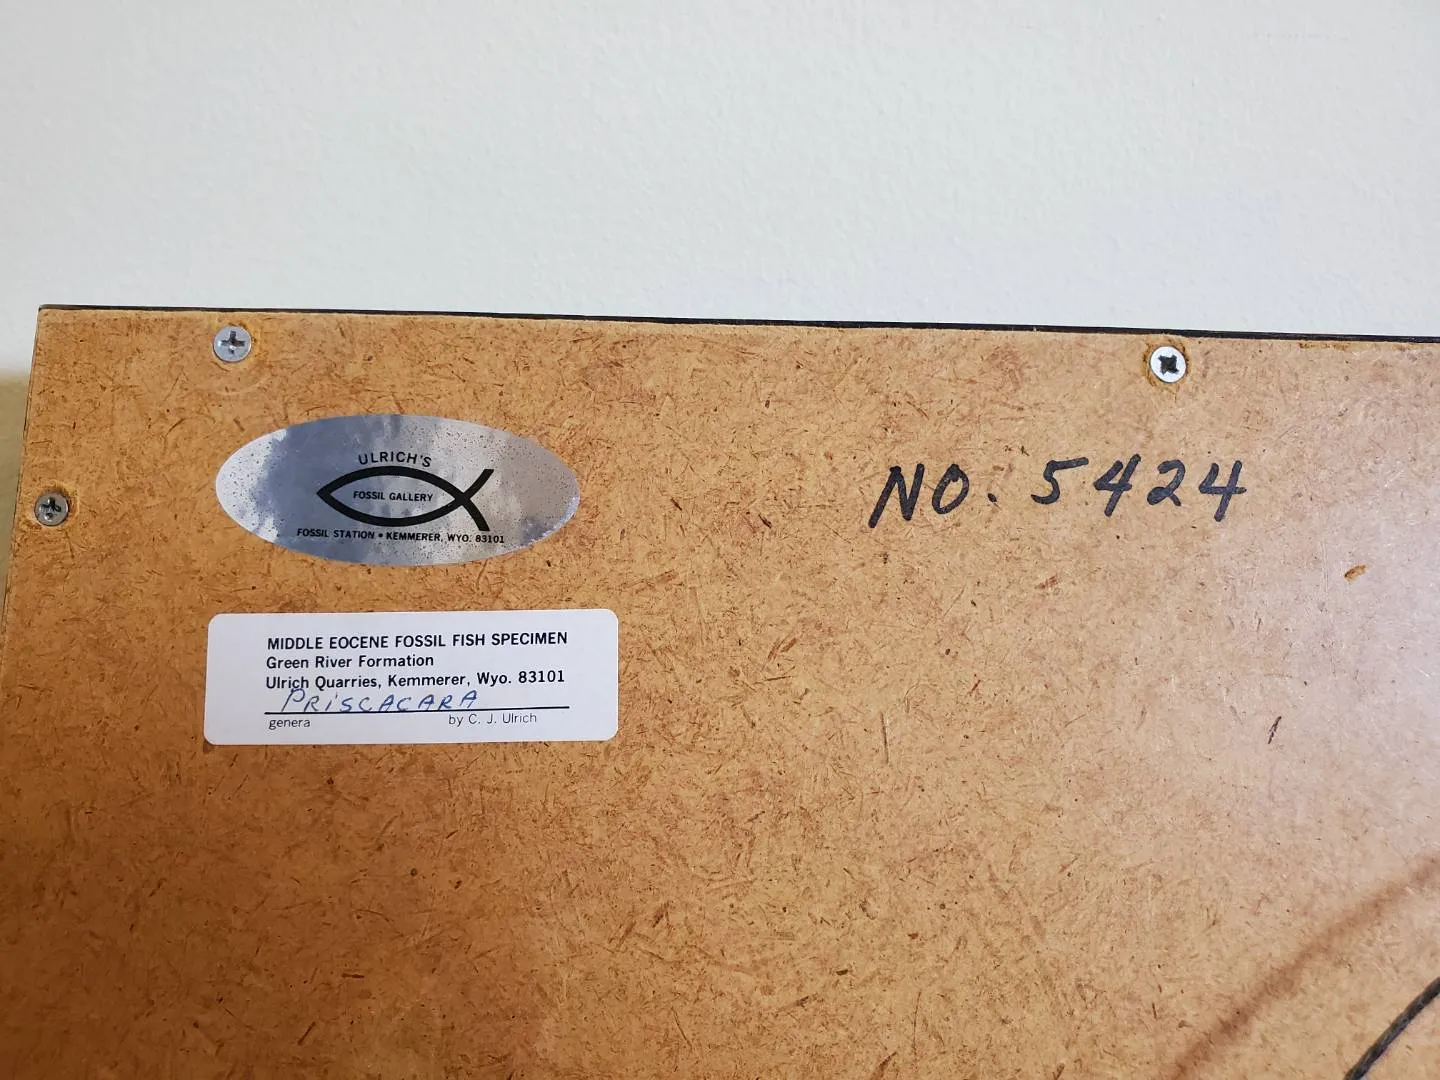 ULRICH'S
FOSSIL GALLERY
FOSSIL STATION • KEMMERER, WYO. 83101
NO. 5424
MIDDLE EOCENE FOSSIL FISH SPECIMEN
Green River Formation
Ulrich Quarries, Kemmerer, Wyo. 83101
PRISCACARA
genera by C. J. Ulrich